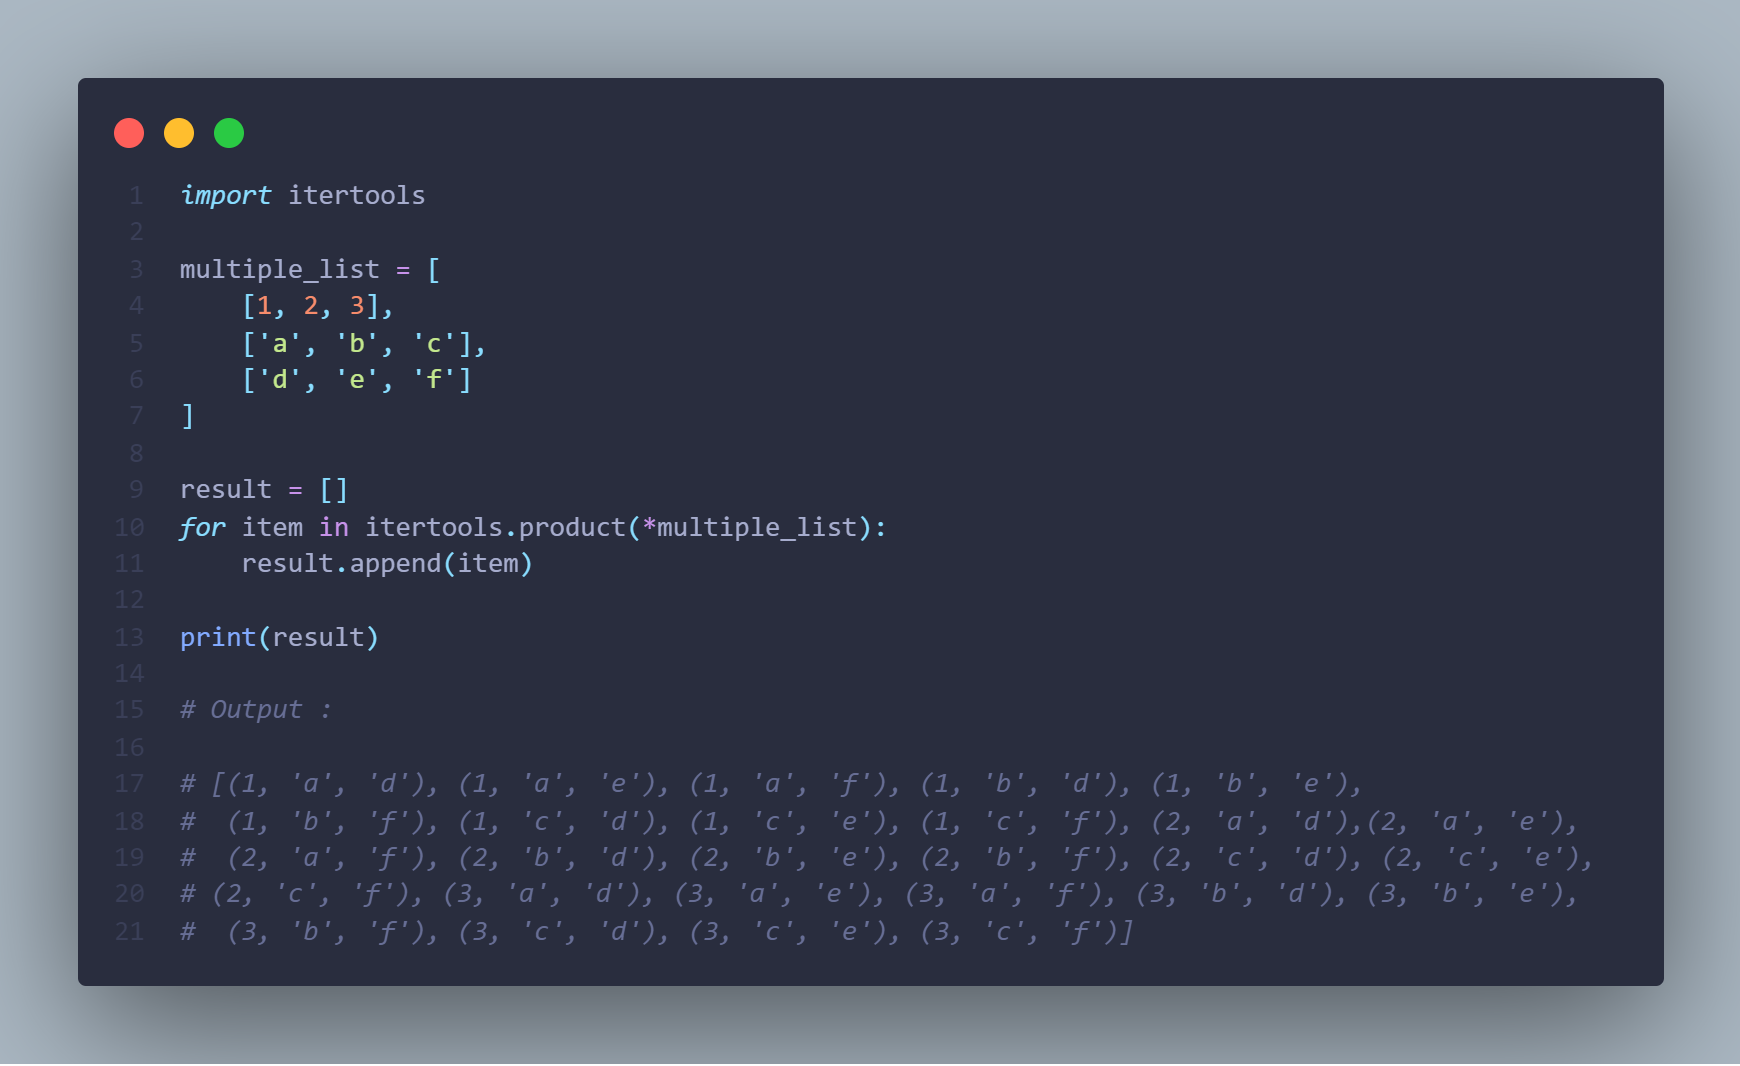 1 import itertools
2
3 multiple_list = [
4     [1, 2, 3],
5     ['a', 'b', 'c'],
6     ['d', 'e', 'f']
7 ]
8
9 result = []
10 for item in itertools.product(*multiple_list):
11     result.append(item)
12
13 print(result)
14
15 # Output :
16
17 # [(1, 'a', 'd'), (1, 'a', 'e'), (1, 'a', 'f'), (1, 'b', 'd'), (1, 'b', 'e'),
18 #  (1, 'b', 'f'), (1, 'c', 'd'), (1, 'c', 'e'), (1, 'c', 'f'), (2, 'a', 'd'),(2, 'a', 'e'),
19 #  (2, 'a', 'f'), (2, 'b', 'd'), (2, 'b', 'e'), (2, 'b', 'f'), (2, 'c', 'd'), (2, 'c', 'e'),
20 # (2, 'c', 'f'), (3, 'a', 'd'), (3, 'a', 'e'), (3, 'a', 'f'), (3, 'b', 'd'), (3, 'b', 'e'),
21 #  (3, 'b', 'f'), (3, 'c', 'd'), (3, 'c', 'e'), (3, 'c', 'f')]